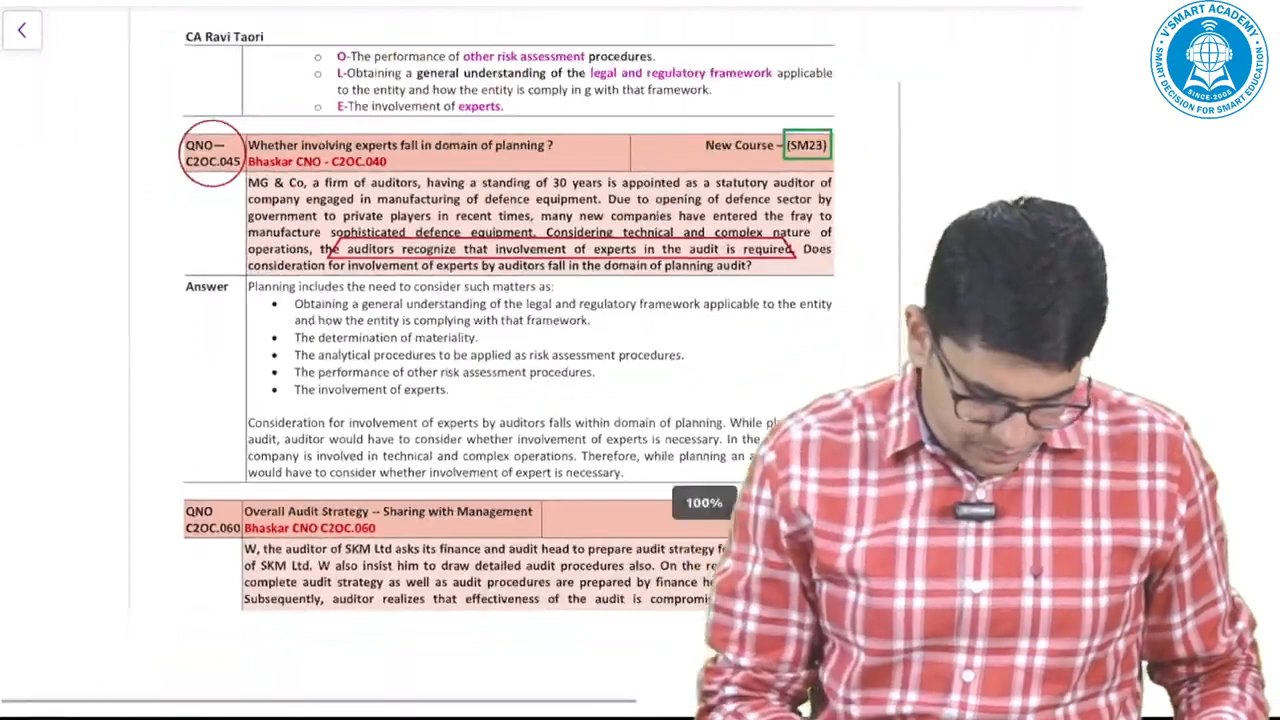 CA Ravi Taori
O-The performance of other risk assessment procedures.
L-Obtaining a general understanding of the legal and regulatory framework applicable
to the entity and how the entity is comply in g with that framework.
E-The involvement of experts.
QNO—
C2OC.045
Whether involving experts fall in domain of planning ?
Bhaskar CNO - C2OC.040
New Course – (SM23)
MG & Co, a firm of auditors, having a standing of 30 years is appointed as a statutory auditor of
company engaged in manufacturing of defence equipment. Due to opening of defence sector by
government to private players in recent times, many new companies have entered the fray to
manufacture sophisticated defence equipment. Considering technical and complex nature of
operations, the auditors recognize that involvement of experts in the audit is required. Does
consideration for involvement of experts by auditors fall in the domain of planning audit?
Answer
Planning includes the need to consider such matters as:
• Obtaining a general understanding of the legal and regulatory framework applicable to the entity
and how the entity is complying with that framework.
• The determination of materiality.
• The analytical procedures to be applied as risk assessment procedures.
• The performance of other risk assessment procedures.
• The involvement of experts.
Consideration for involvement of experts by auditors falls within domain of planning. While
audit, auditor would have to consider whether involvement of experts is necessary. In the
company is involved in technical and complex operations. Therefore, while planning an
would have to consider whether involvement of expert is necessary.
100%
QNO
C2OC.060
Overall Audit Strategy – Sharing with Management
Bhaskar CNO C2OC.060
W, the auditor of SKM Ltd asks its finance and audit head to prepare audit strategy
of SKM Ltd. W also insist him to draw detailed audit procedures also. On the
complete audit strategy as well as audit procedures are prepared by finance
Subsequently, auditor realizes that effectiveness of the audit is
V'SMART ACADEMY
SMART DECISION FOR SMART EDUCATION
SINCE-2005